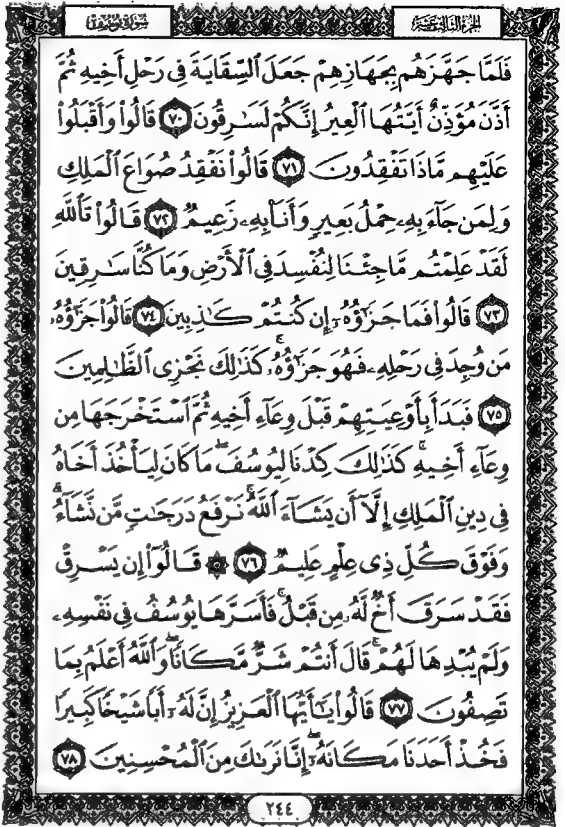 سُورَةُ يُوسُفَ
الجزء الثالث عشر
فَلَمَّا جَهَّزَهُم بِجَهَازِهِمْ جَعَلَ ٱلسِّقَايَةَ فِى رَحْلِ أَخِيهِ ثُمَّ
أَذَّنَ مُؤَذِّنٌ أَيَّتُهَا ٱلْعِيرُ إِنَّكُمْ لَسَٰرِقُونَ ٧٠ قَالُوا۟ وَأَقْبَلُوا۟
عَلَيْهِم مَّاذَا تَفْقِدُونَ ٧١ قَالُوا۟ نَفْقِدُ صُوَاعَ ٱلْمَلِكِ
وَلِمَن جَآءَ بِهِۦ حِمْلُ بَعِيرٍ وَأَنَا۠ بِهِۦ زَعِيمٌ ٧٢ قَالُوا۟ تَٱللَّهِ
لَقَدْ عَلِمْتُم مَّا جِئْنَا لِنُفْسِدَ فِى ٱلْأَرْضِ وَمَا كُنَّا سَٰرِقِينَ
٧٣ قَالُوا۟ فَمَا جَزَٰٓؤُهُۥٓ إِن كُنتُمْ كَٰذِبِينَ ٧٤ قَالُوا۟ جَزَٰٓؤُهُۥ
مَن وُجِدَ فِى رَحْلِهِۦ فَهُوَ جَزَٰٓؤُهُۥ ۚ كَذَٰلِكَ نَجْزِى ٱلظَّٰلِمِينَ
٧٥ فَبَدَأَ بِأَوْعِيَتِهِمْ قَبْلَ وِعَآءِ أَخِيهِ ثُمَّ ٱسْتَخْرَجَهَا مِن
وِعَآءِ أَخِيهِ ۚ كَذَٰلِكَ كِدْنَا لِيُوسُفَ ۖ مَا كَانَ لِيَأْخُذَ أَخَاهُ
فِى دِينِ ٱلْمَلِكِ إِلَّآ أَن يَشَآءَ ٱللَّهُ ۚ نَرْفَعُ دَرَجَٰتٍ مَّن نَّشَآءُ ۗ
وَفَوْقَ كُلِّ ذِى عِلْمٍ عَلِيمٌ ٧٦ ۞ قَالُوٓا۟ إِن يَسْرِقْ
فَقَدْ سَرَقَ أَخٌ لَّهُۥ مِن قَبْلُ ۚ فَأَسَرَّهَا يُوسُفُ فِى نَفْسِهِۦ
وَلَمْ يُبْدِهَا لَهُمْ ۚ قَالَ أَنتُمْ شَرٌّ مَّكَانًا ۖ وَٱللَّهُ أَعْلَمُ بِمَا
تَصِفُونَ ٧٧ قَالُوا۟ يَٰٓأَيُّهَا ٱلْعَزِيزُ إِنَّ لَهُۥٓ أَبًا شَيْخًا كَبِيرًا
فَخُذْ أَحَدَنَا مَكَانَهُۥٓ ۖ إِنَّا نَرَىٰكَ مِنَ ٱلْمُحْسِنِينَ ٧٨
٢٤٤